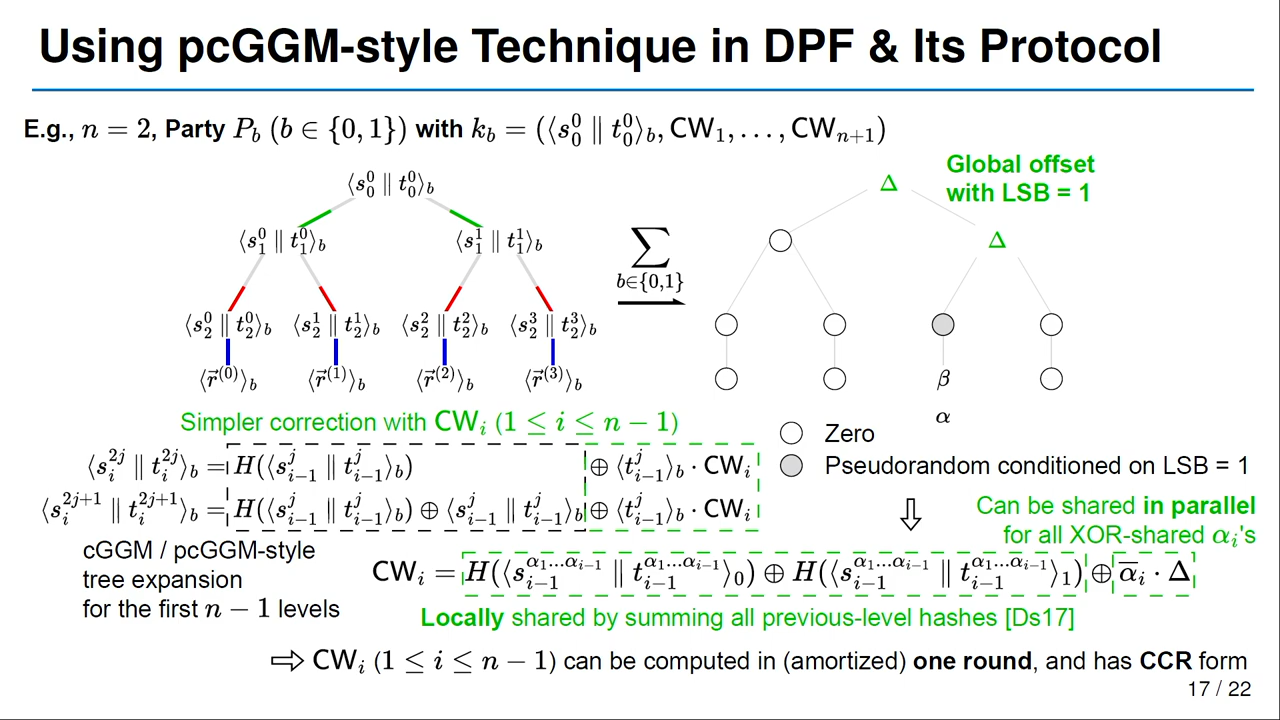 Using pcGGM-style Technique in DPF & Its Protocol
E.g., n = 2, Party P_b (b ∈ {0, 1}) with k_b = (⟨s_0^0 ∥ t_0^0⟩_b, CW_1, . . . , CW_{n+1})
⟨s_0^0 ∥ t_0^0⟩_b
⟨s_1^0 ∥ t_1^0⟩_b ⟨s_1^1 ∥ t_1^1⟩_b
⟨s_2^0 ∥ t_2^0⟩_b ⟨s_2^1 ∥ t_2^1⟩_b ⟨s_2^2 ∥ t_2^2⟩_b ⟨s_2^3 ∥ t_2^3⟩_b
⟨r⃗^(0)⟩_b ⟨r⃗^(1)⟩_b ⟨r⃗^(2)⟩_b ⟨r⃗^(3)⟩_b
∑
b∈{0,1}
Δ
Global offset
with LSB = 1
Δ
β
α
Zero
Pseudorandom conditioned on LSB = 1
Simpler correction with CW_i (1 ≤ i ≤ n − 1)
⟨s_i^{2j} ∥ t_i^{2j}⟩_b = H(⟨s_{i−1}^j ∥ t_{i−1}^j⟩_b) ⊕ ⟨t_{i−1}^j⟩_b · CW_i
⟨s_i^{2j+1} ∥ t_i^{2j+1}⟩_b = H(⟨s_{i−1}^j ∥ t_{i−1}^j⟩_b) ⊕ ⟨s_{i−1}^j ∥ t_{i−1}^j⟩_b ⊕ ⟨t_{i−1}^j⟩_b · CW_i
cGGM / pcGGM-style
tree expansion
for the first n − 1 levels
Can be shared in parallel
for all XOR-shared α_i's
CW_i = H(⟨s_{i−1}^{α_1...α_{i−1}} ∥ t_{i−1}^{α_1...α_{i−1}}⟩_0) ⊕ H(⟨s_{i−1}^{α_1...α_{i−1}} ∥ t_{i−1}^{α_1...α_{i−1}}⟩_1) ⊕ α̅_i · Δ
Locally shared by summing all previous-level hashes [Ds17]
⇨ CW_i (1 ≤ i ≤ n − 1) can be computed in (amortized) one round, and has CCR form
17 / 22